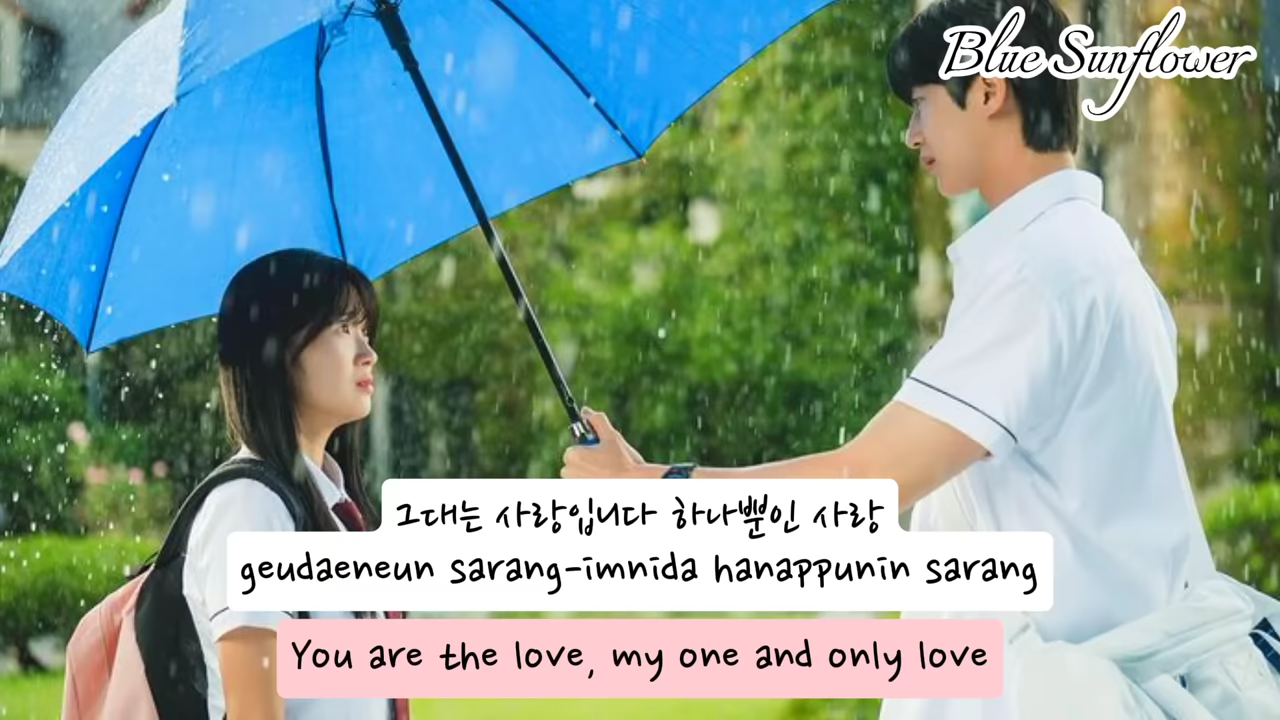 Blue Sunflower
그대는 사랑입니다 하나뿐인 사랑
geudaeneun sarang-imnida hanappunin sarang
You are the love, my one and only love